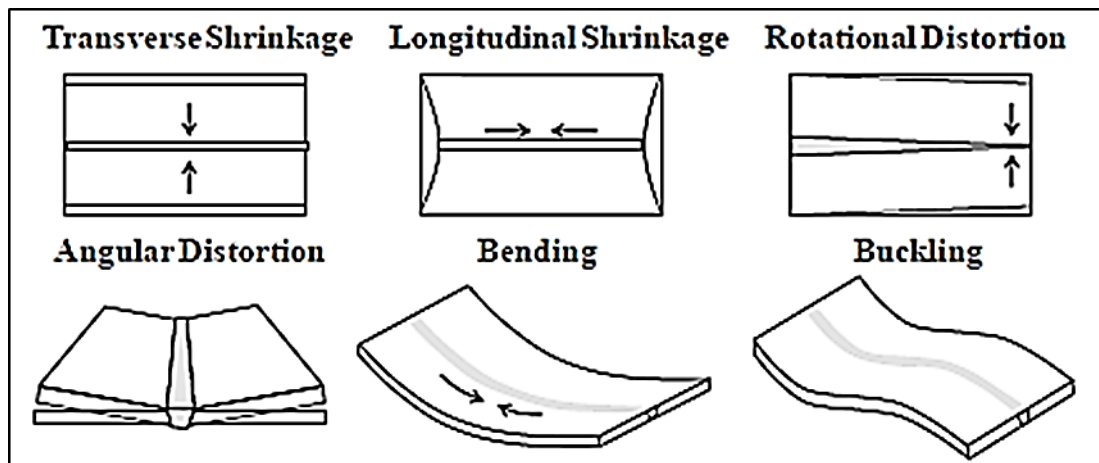 Transverse Shrinkage Longitudinal Shrinkage Rotational Distortion
Angular Distortion Bending Buckling